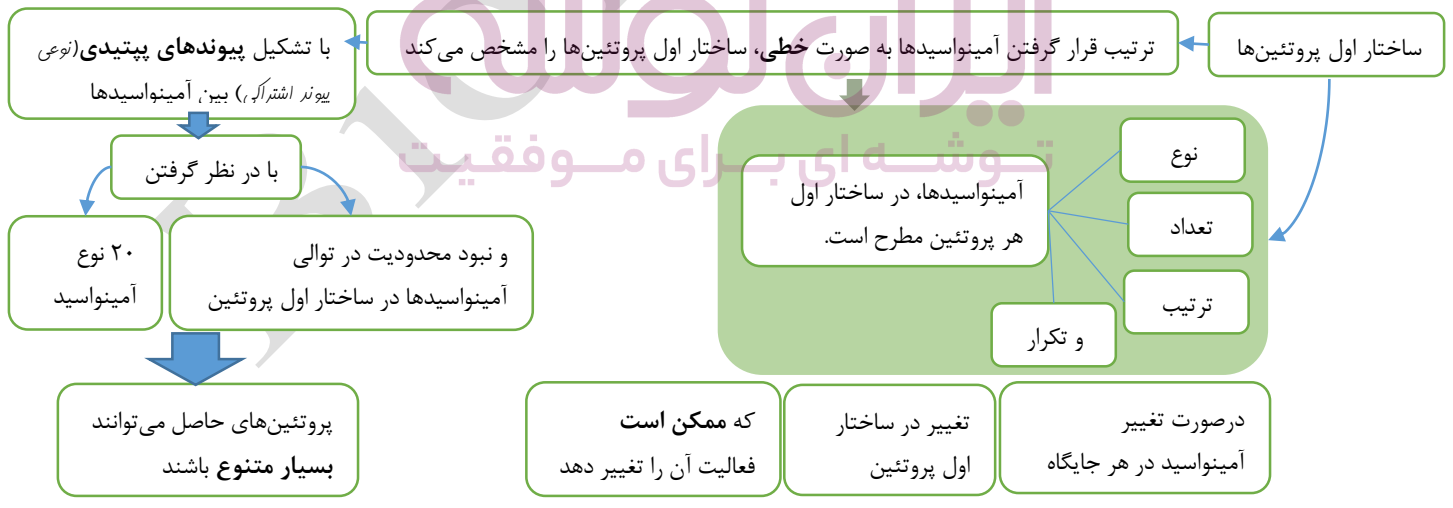 ساختار اول پروتئین‌ها
ترتیب قرار گرفتن آمینواسیدها به صورت خطی، ساختار اول پروتئین‌ها را مشخص می‌کند
با تشکیل پیوندهای پپتیدی(نوعی
پیوند اشتراکی) بین آمینواسیدها
ایران توشه
توشه ای برای موفقیت
با در نظر گرفتن
۲۰ نوع
آمینواسید
و نبود محدودیت در توالی
آمینواسیدها در ساختار اول پروتئین
پروتئین‌های حاصل می‌توانند
بسیار متنوع باشند
نوع
تعداد
ترتیب
و تکرار
آمینواسیدها، در ساختار اول
هر پروتئین مطرح است.
درصورت تغییر
آمینواسید در هر جایگاه
تغییر در ساختار
اول پروتئین
که ممکن است
فعالیت آن را تغییر دهد